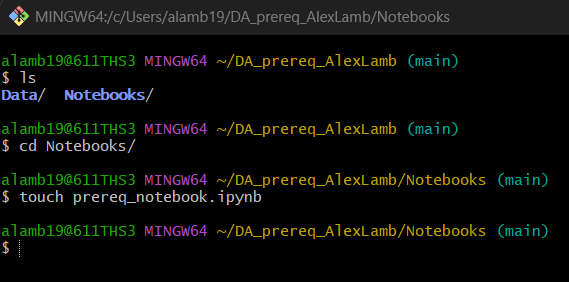 MINGW64:/c/Users/alamb19/DA_prereq_AlexLamb/Notebooks
alamb19@611THS3 MINGW64 ~/DA_prereq_AlexLamb (main)
$ ls
Data/  Notebooks/
alamb19@611THS3 MINGW64 ~/DA_prereq_AlexLamb (main)
$ cd Notebooks/
alamb19@611THS3 MINGW64 ~/DA_prereq_AlexLamb/Notebooks (main)
$ touch prereq_notebook.ipynb
alamb19@611THS3 MINGW64 ~/DA_prereq_AlexLamb/Notebooks (main)
$